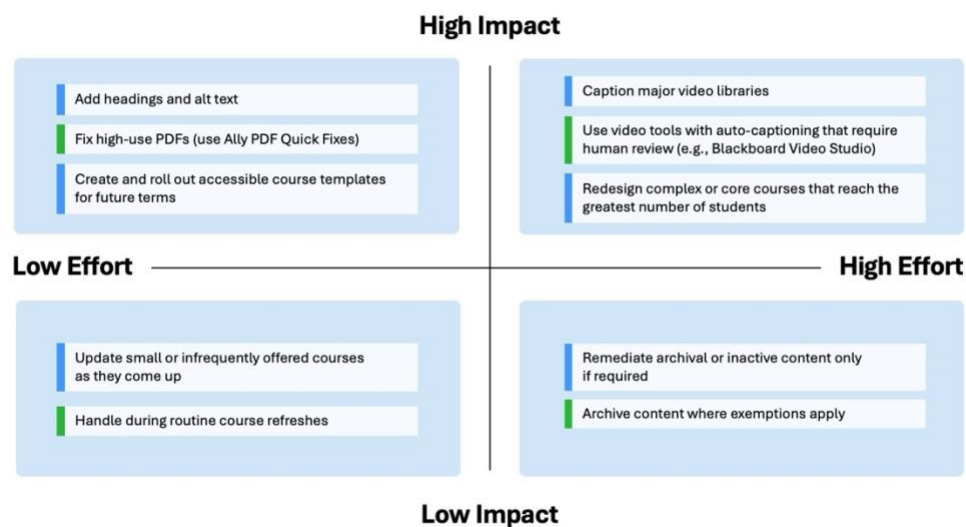 High Impact
Add headings and alt text
Fix high-use PDFs (use Ally PDF Quick Fixes)
Create and roll out accessible course templates
for future terms
Caption major video libraries
Use video tools with auto-captioning that require
human review (e.g., Blackboard Video Studio)
Redesign complex or core courses that reach the
greatest number of students
Low Effort
High Effort
Update small or infrequently offered courses
as they come up
Handle during routine course refreshes
Remediate archival or inactive content only
if required
Archive content where exemptions apply
Low Impact